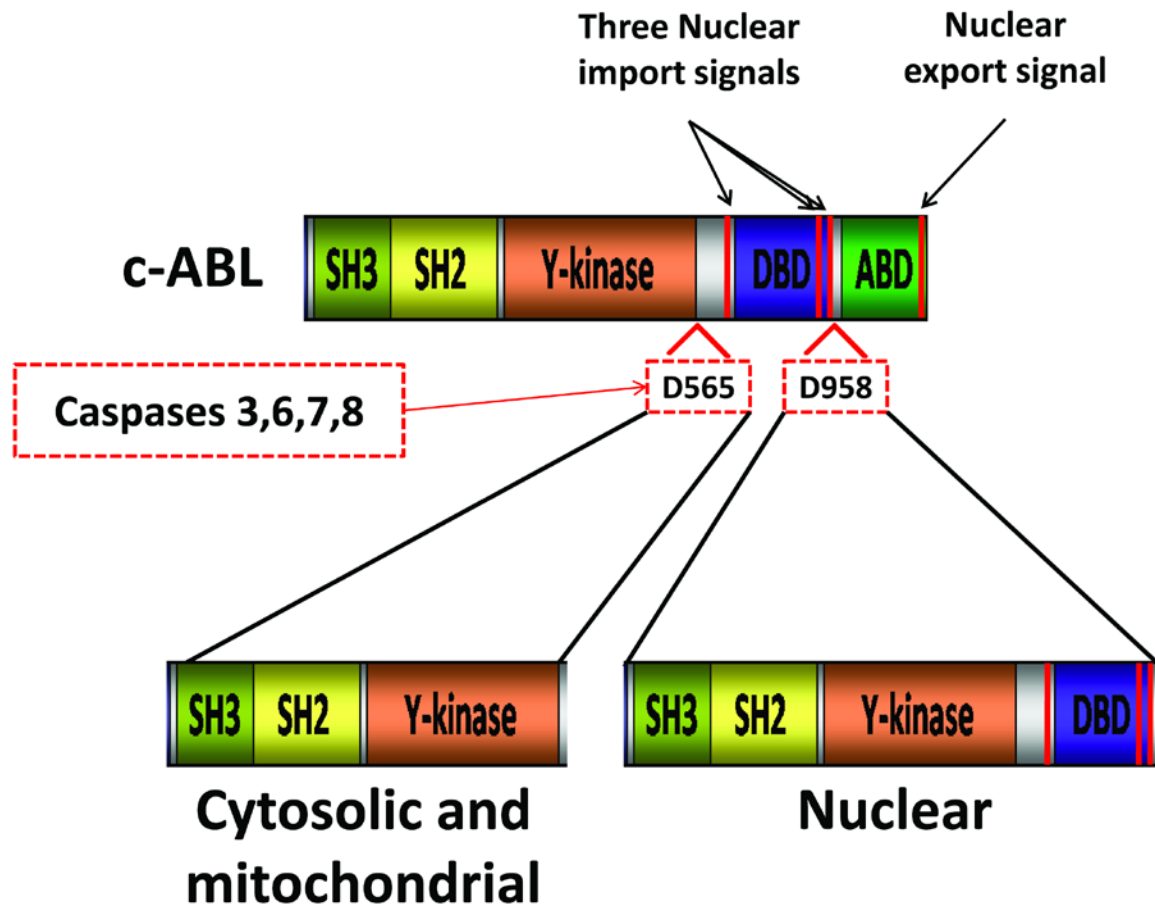 Three Nuclear
import signals
Nuclear
export signal
c-ABL
SH3
SH2
Y-kinase
DBD
ABD
Caspases 3,6,7,8
D565
D958
SH3
SH2
Y-kinase
SH3
SH2
Y-kinase
DBD
Cytosolic and
mitochondrial
Nuclear